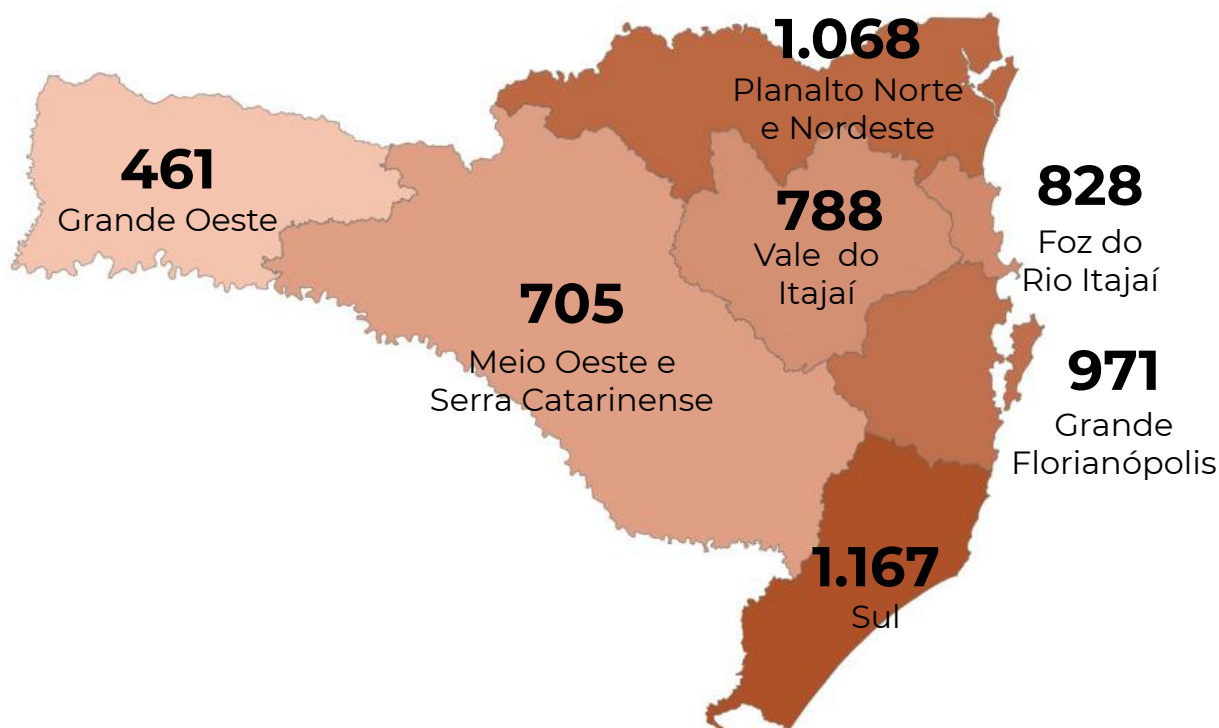 1.068
Planalto Norte
e Nordeste
461
Grande Oeste
788
Vale do
Itajaí
828
Foz do
Rio Itajaí
705
Meio Oeste e
Serra Catarinense
971
Grande
Florianópolis
1.167
Sul